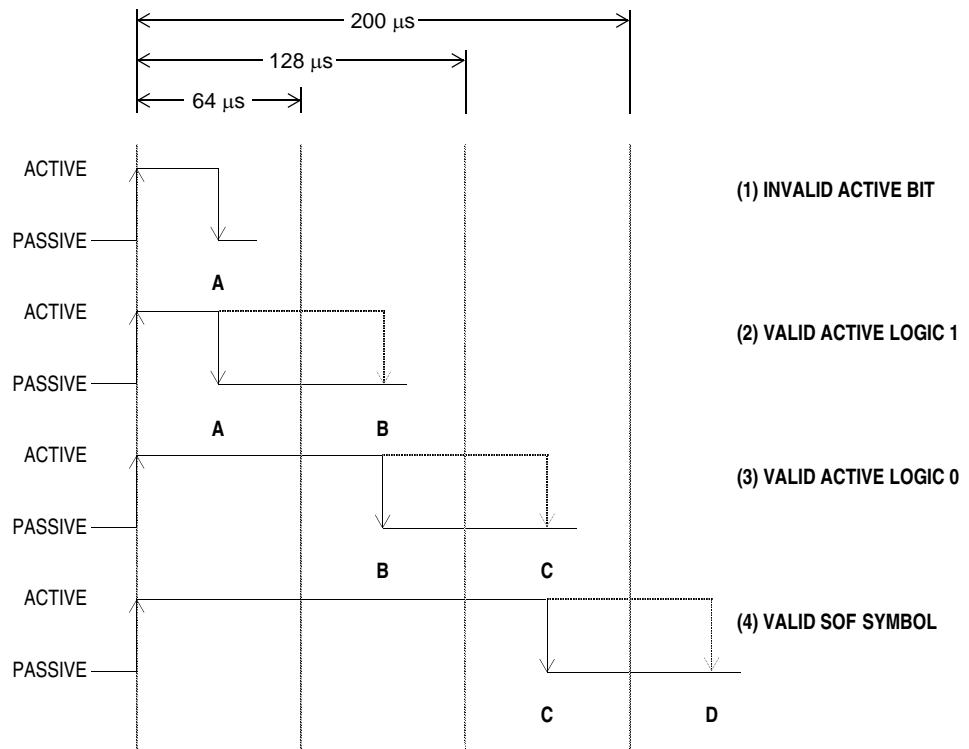 200 μs
128 μs
64 μs
ACTIVE
(1) INVALID ACTIVE BIT
PASSIVE
A
ACTIVE
(2) VALID ACTIVE LOGIC 1
PASSIVE
A B
ACTIVE
(3) VALID ACTIVE LOGIC 0
PASSIVE
B C
ACTIVE
(4) VALID SOF SYMBOL
PASSIVE
C D